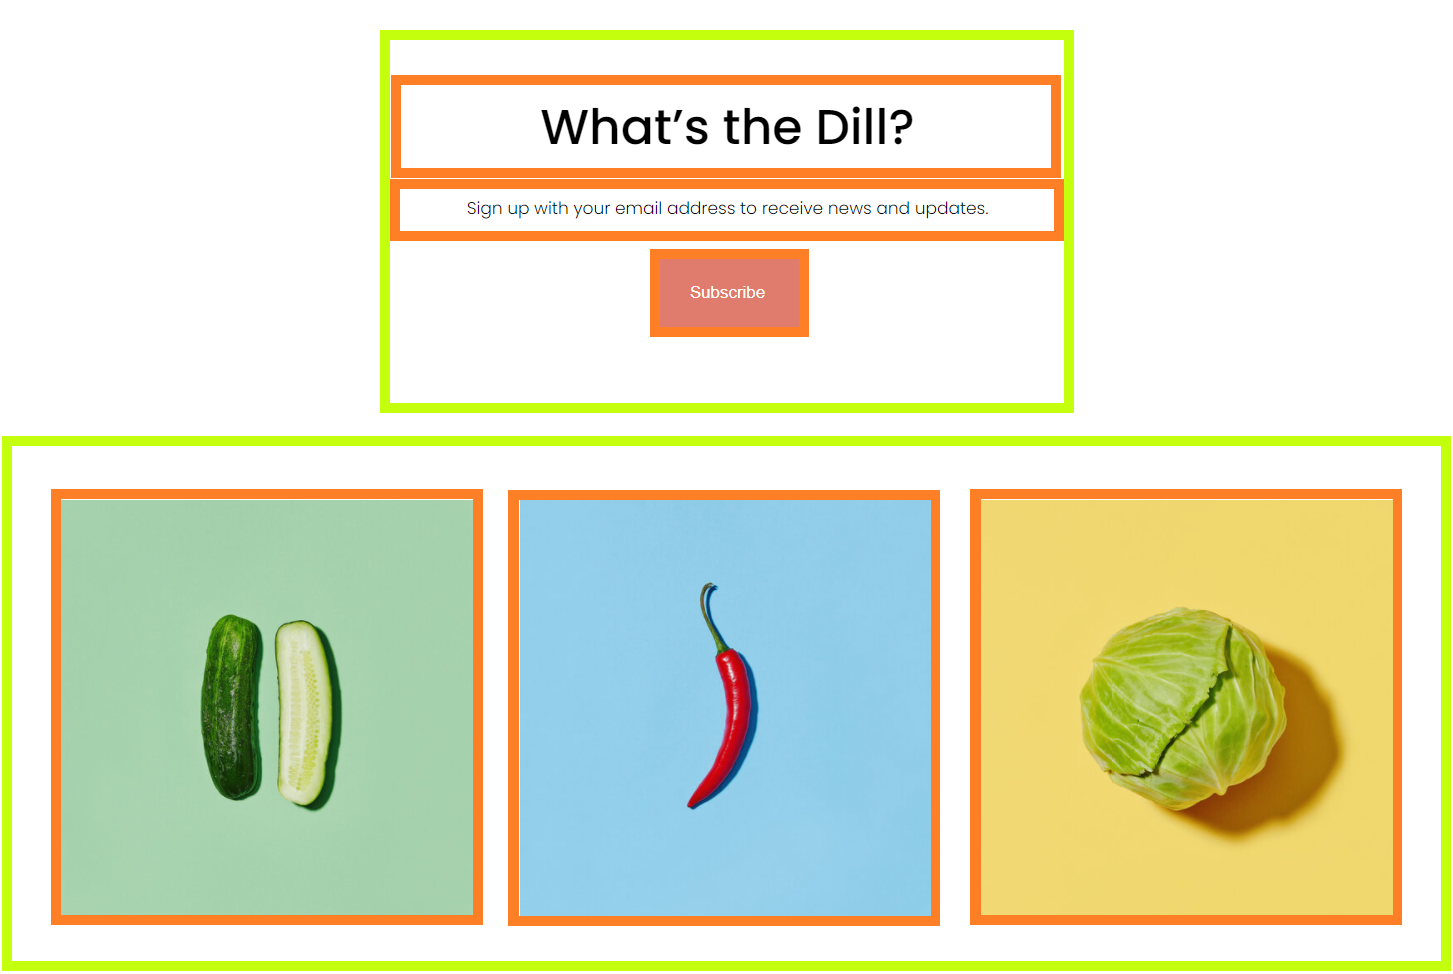 What’s the Dill?
Sign up with your email address to receive news and updates.
Subscribe